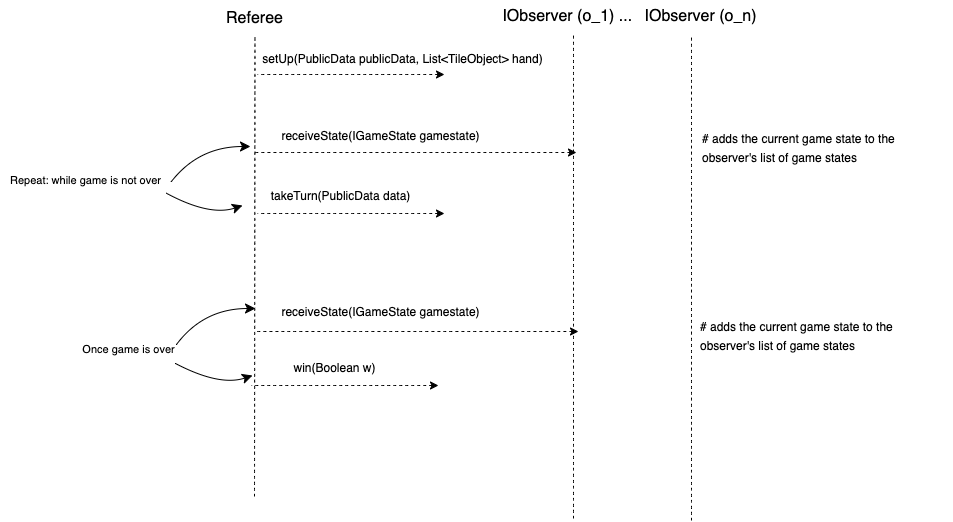 Referee
IObserver (o_1) ... IObserver (o_n)
setUp(PublicData publicData, List<TileObject> hand)
receiveState(IGameState gamestate)
# adds the current game state to the
observer's list of game states
Repeat: while game is not over
takeTurn(PublicData data)
receiveState(IGameState gamestate)
# adds the current game state to the
observer's list of game states
Once game is over
win(Boolean w)